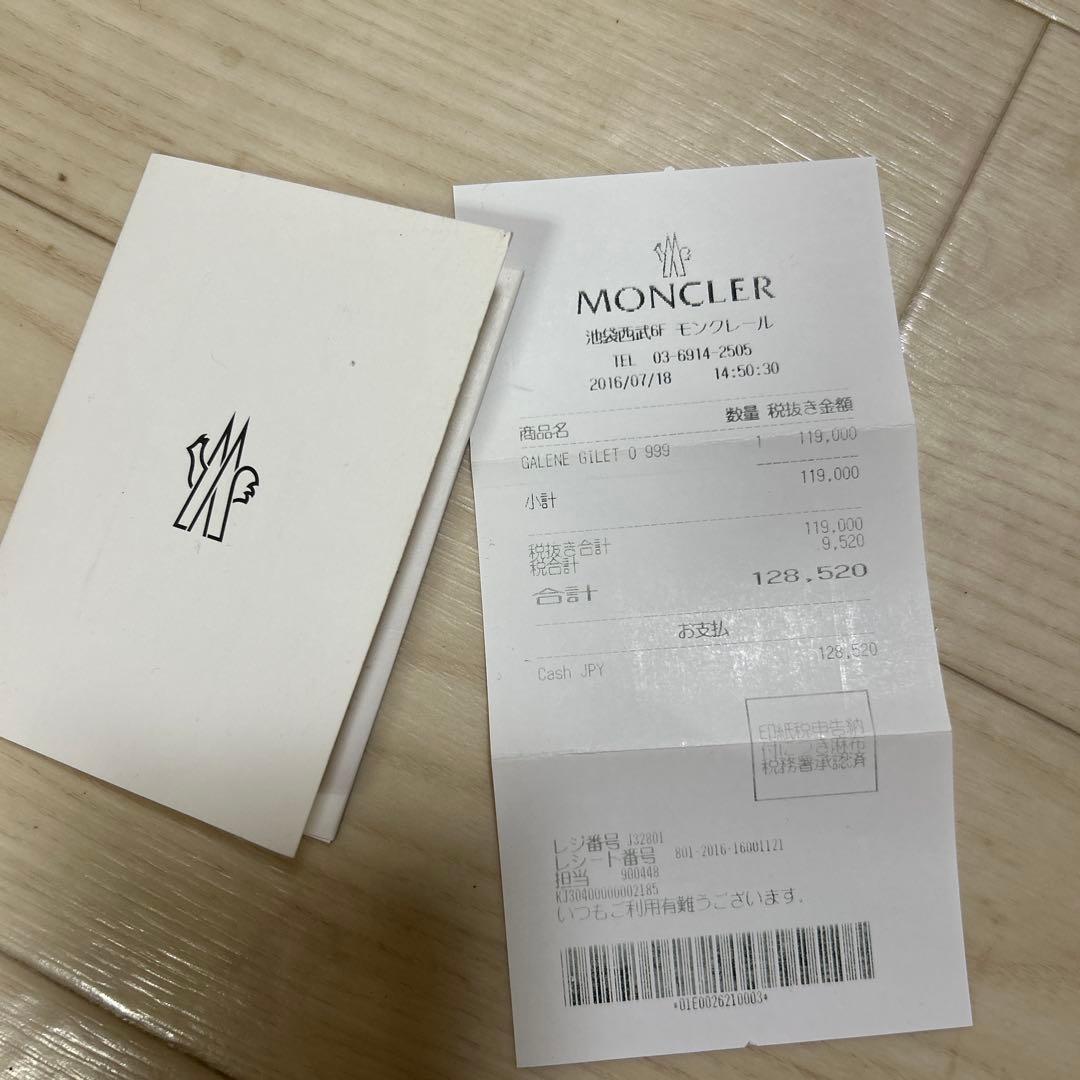 MONCLER
池袋西武6F モンクレール
TEL 03-6914-2505
2016/07/18 14:50:30
商品名 数量 税抜き金額
GALENE GILET 0 999 1 119,000
小計 119,000
税抜き合計 119,000
税合計 9,520
合計 128,520
お支払
Cash JPY 128,520
印紙税申告納
付につき麻布
税務署承認済
レジ番号 J32801
レシート番号 801-2016-16001121
担当 900448
KJ30400000002185
いつもご利用有難うございます。
*01E0026210003*